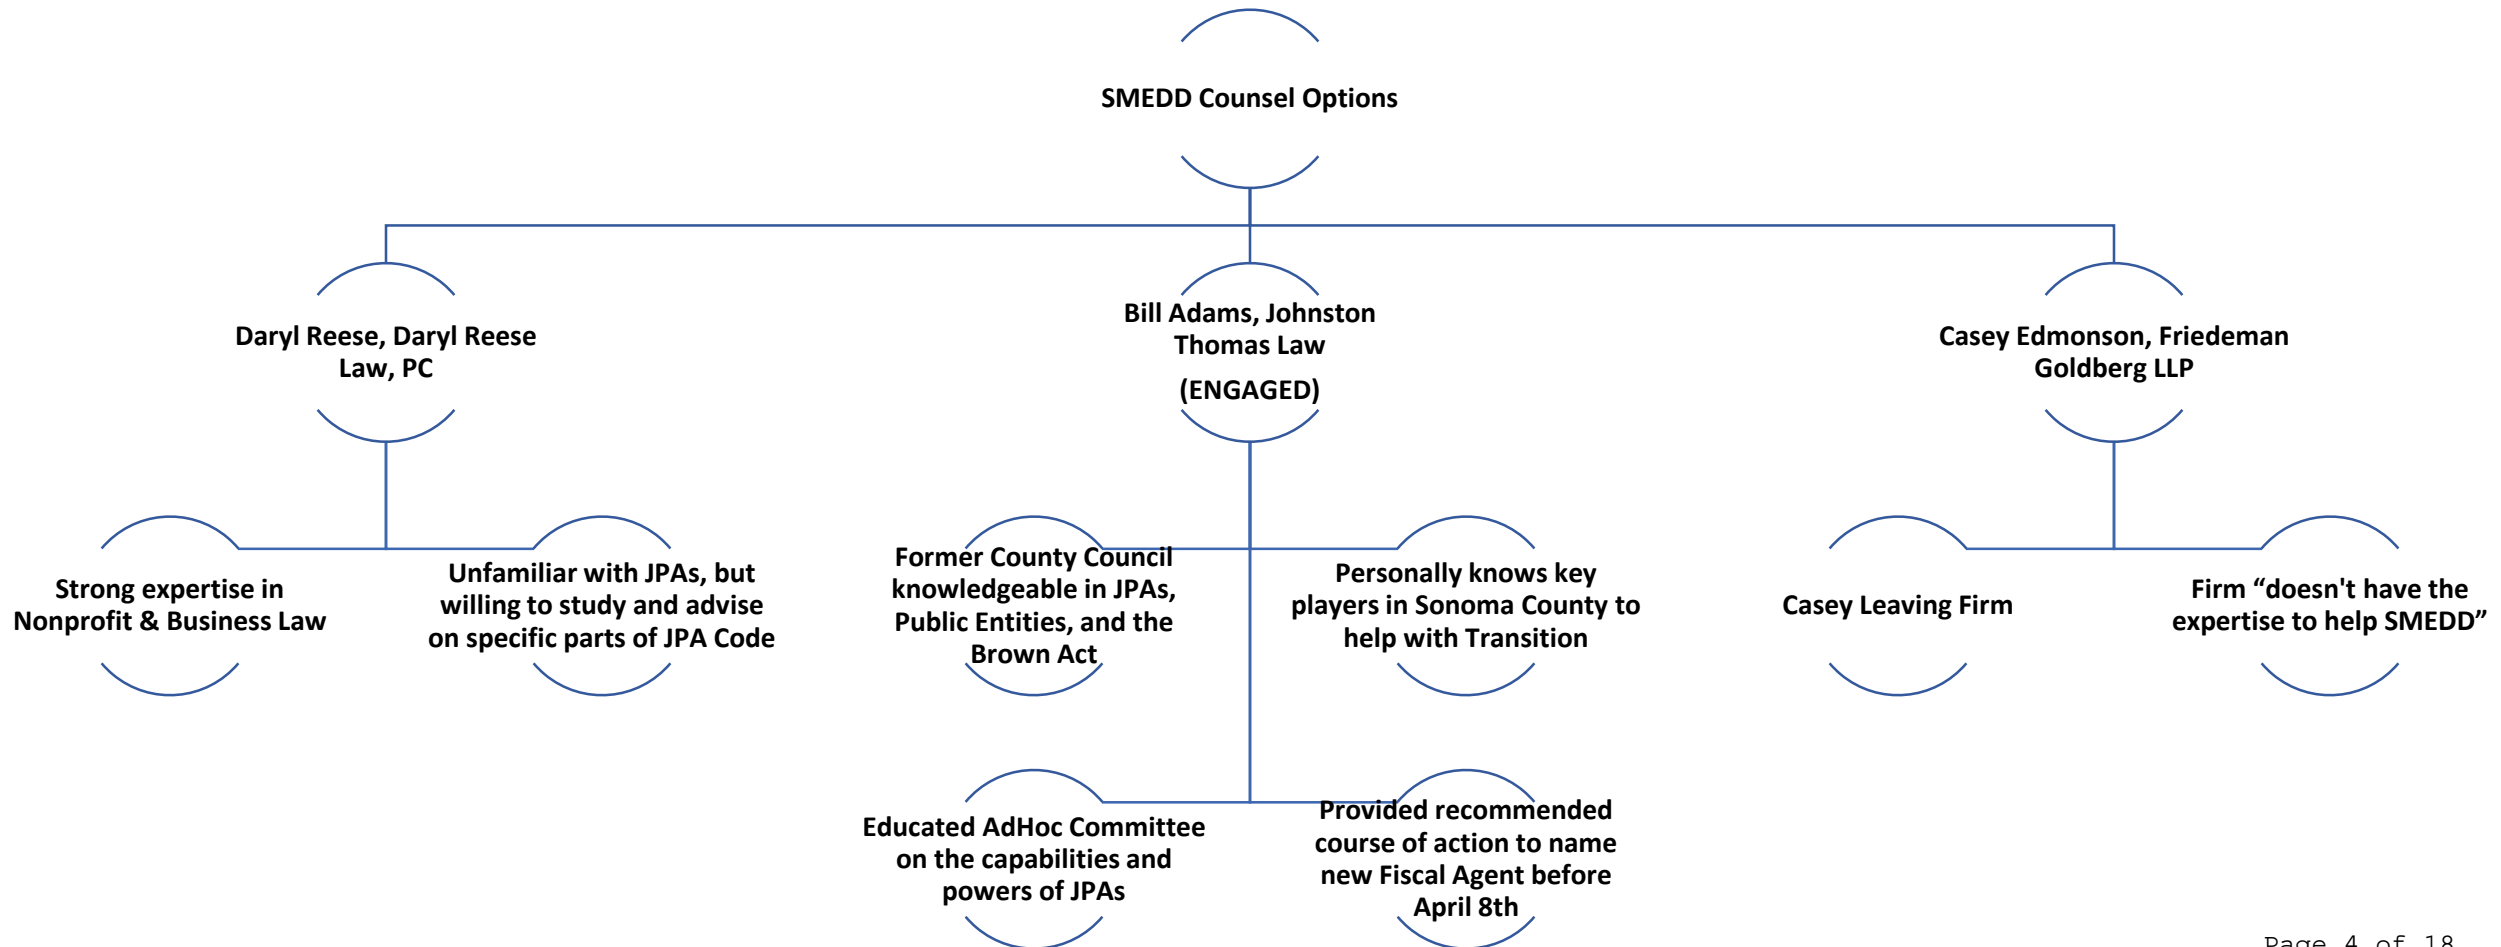 SMEDD Counsel Options
Daryl Reese, Daryl Reese
Law, PC
Bill Adams, Johnston
Thomas Law
(ENGAGED)
Casey Edmonson, Friedeman
Goldberg LLP
Strong expertise in
Nonprofit & Business Law
Unfamiliar with JPAs, but
willing to study and advise
on specific parts of JPA Code
Former County Council
knowledgeable in JPAs,
Public Entities, and the
Brown Act
Personally knows key
players in Sonoma County to
help with Transition
Casey Leaving Firm
Firm “doesn't have the
expertise to help SMEDD”
Educated AdHoc Committee
on the capabilities and
powers of JPAs
Provided recommended
course of action to name
new Fiscal Agent before
April 8th
Page 4 of 18